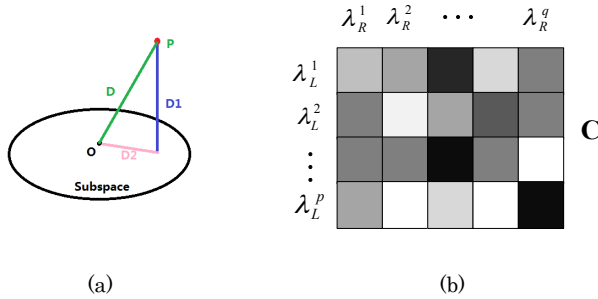 P
D
D1
O
D2
Subspace
(a)
λ_R^1 λ_R^2 ··· λ_R^q
λ_L^1
λ_L^2
⋮
λ_L^p
C
(b)